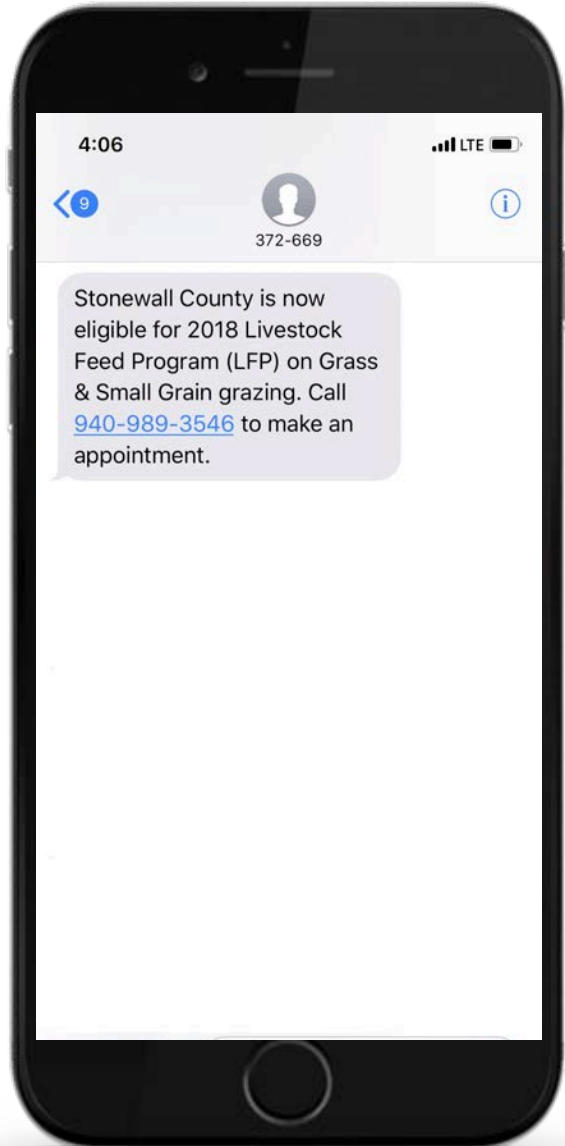 4:06
LTE
9
372-669
Stonewall County is now
eligible for 2018 Livestock
Feed Program (LFP) on Grass
& Small Grain grazing. Call
940-989-3546 to make an
appointment.